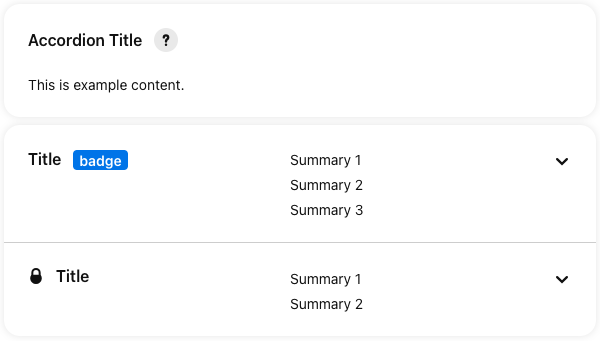 Accordion Title ?
This is example content.
Title badge Summary 1
Summary 2
Summary 3
Title Summary 1
Summary 2